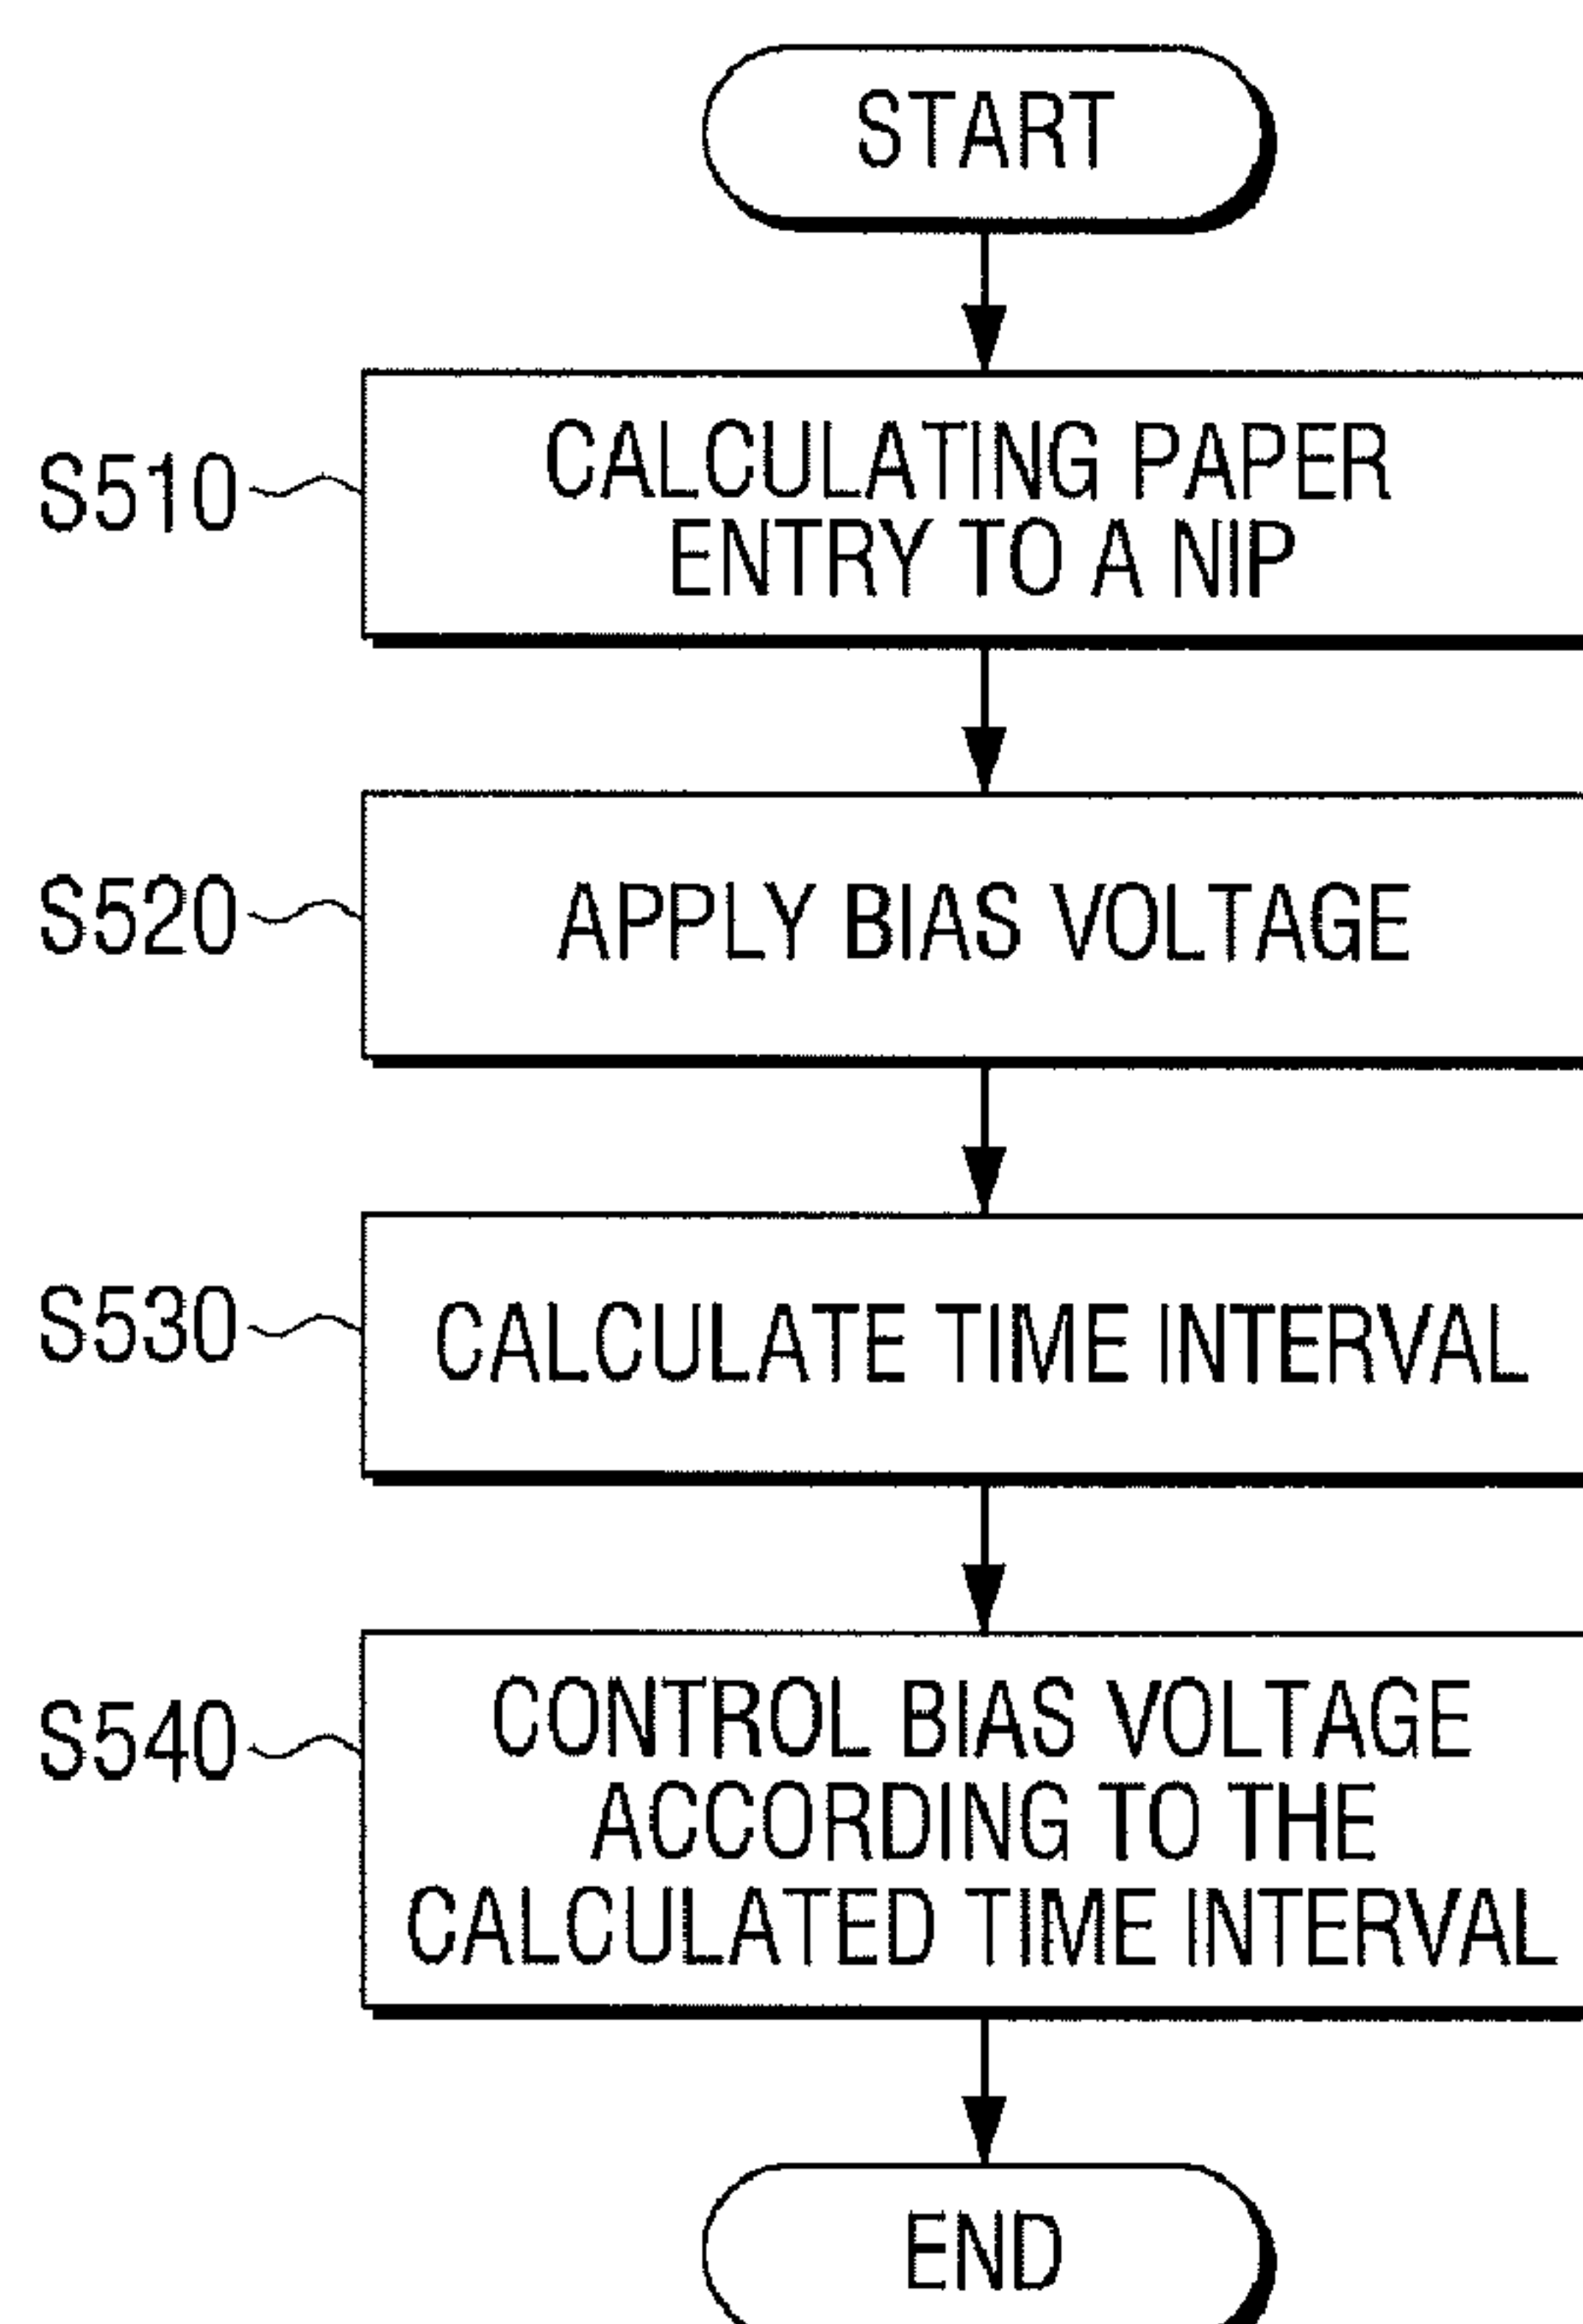 START
S510
CALCULATING PAPER
ENTRY TO A NIP
S520
APPLY BIAS VOLTAGE
S530
CALCULATE TIME INTERVAL
S540
CONTROL BIAS VOLTAGE
ACCORDING TO THE
CALCULATED TIME INTERVAL
END